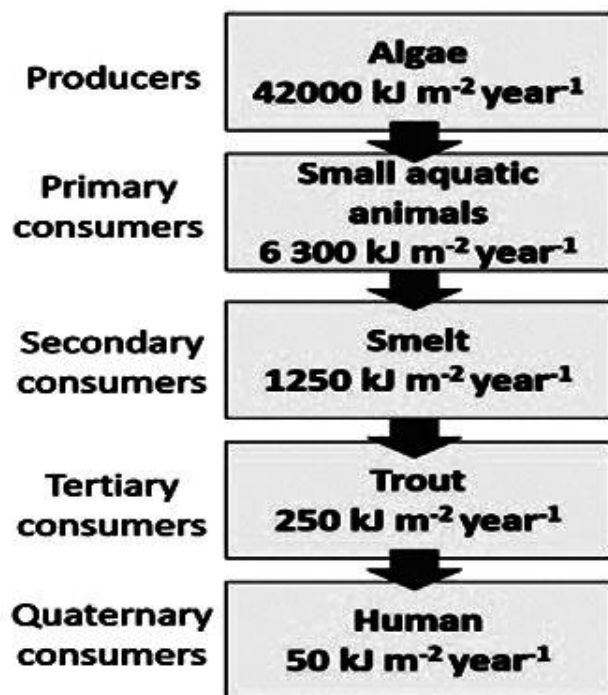 Producers
Algae
42000 kJ m⁻² year⁻¹
Primary
consumers
Small aquatic
animals
6 300 kJ m⁻² year⁻¹
Secondary
consumers
Smelt
1250 kJ m⁻² year⁻¹
Tertiary
consumers
Trout
250 kJ m⁻² year⁻¹
Quaternary
consumers
Human
50 kJ m⁻² year⁻¹